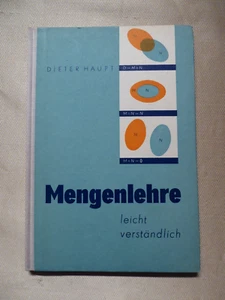 DIETER HAUPT
Mengenlehre
leicht
verständlich